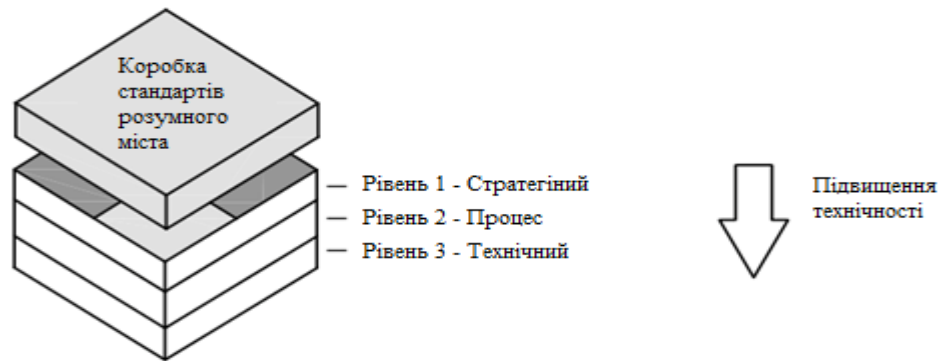 Коробка
стандартів
розумного
міста
Рівень 1 - Стратегіний
Рівень 2 - Процес
Рівень 3 - Технічний
Підвищення
технічності